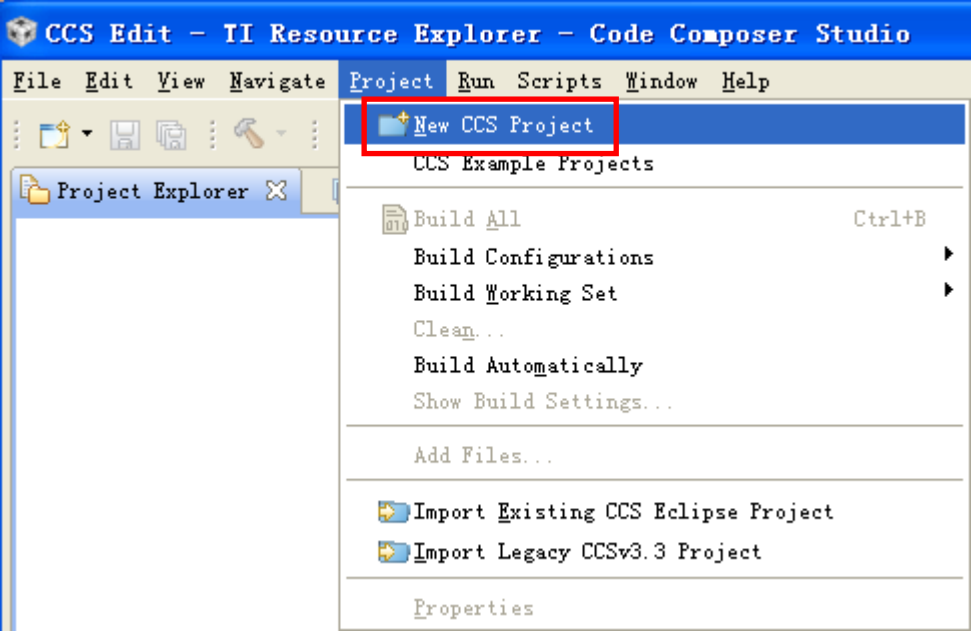 CCS Edit - TI Resource Explorer - Code Composer Studio
File Edit View Navigate Project Run Scripts Window Help
New CCS Project
CCS Example Projects
Project Explorer
Build All Ctrl+B
Build Configurations
Build Working Set
Clean...
Build Automatically
Show Build Settings...
Add Files...
Import Existing CCS Eclipse Project
Import Legacy CCSv3.3 Project
Properties